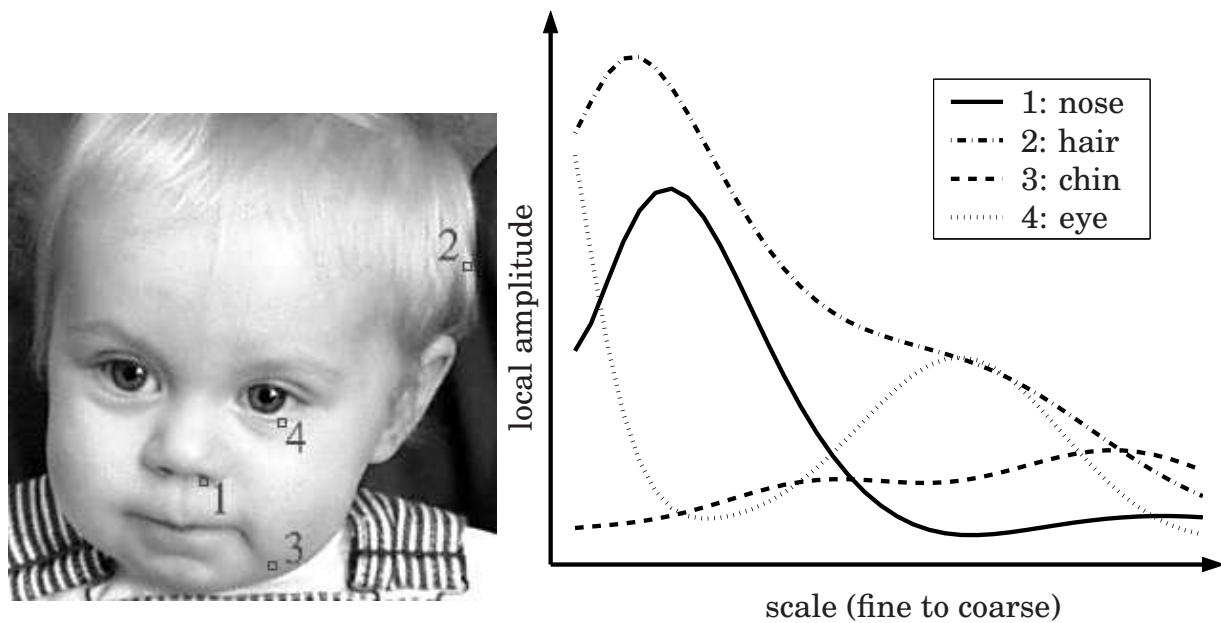 2
4
1
3
local amplitude
1: nose
2: hair
3: chin
4: eye
scale (fine to coarse)